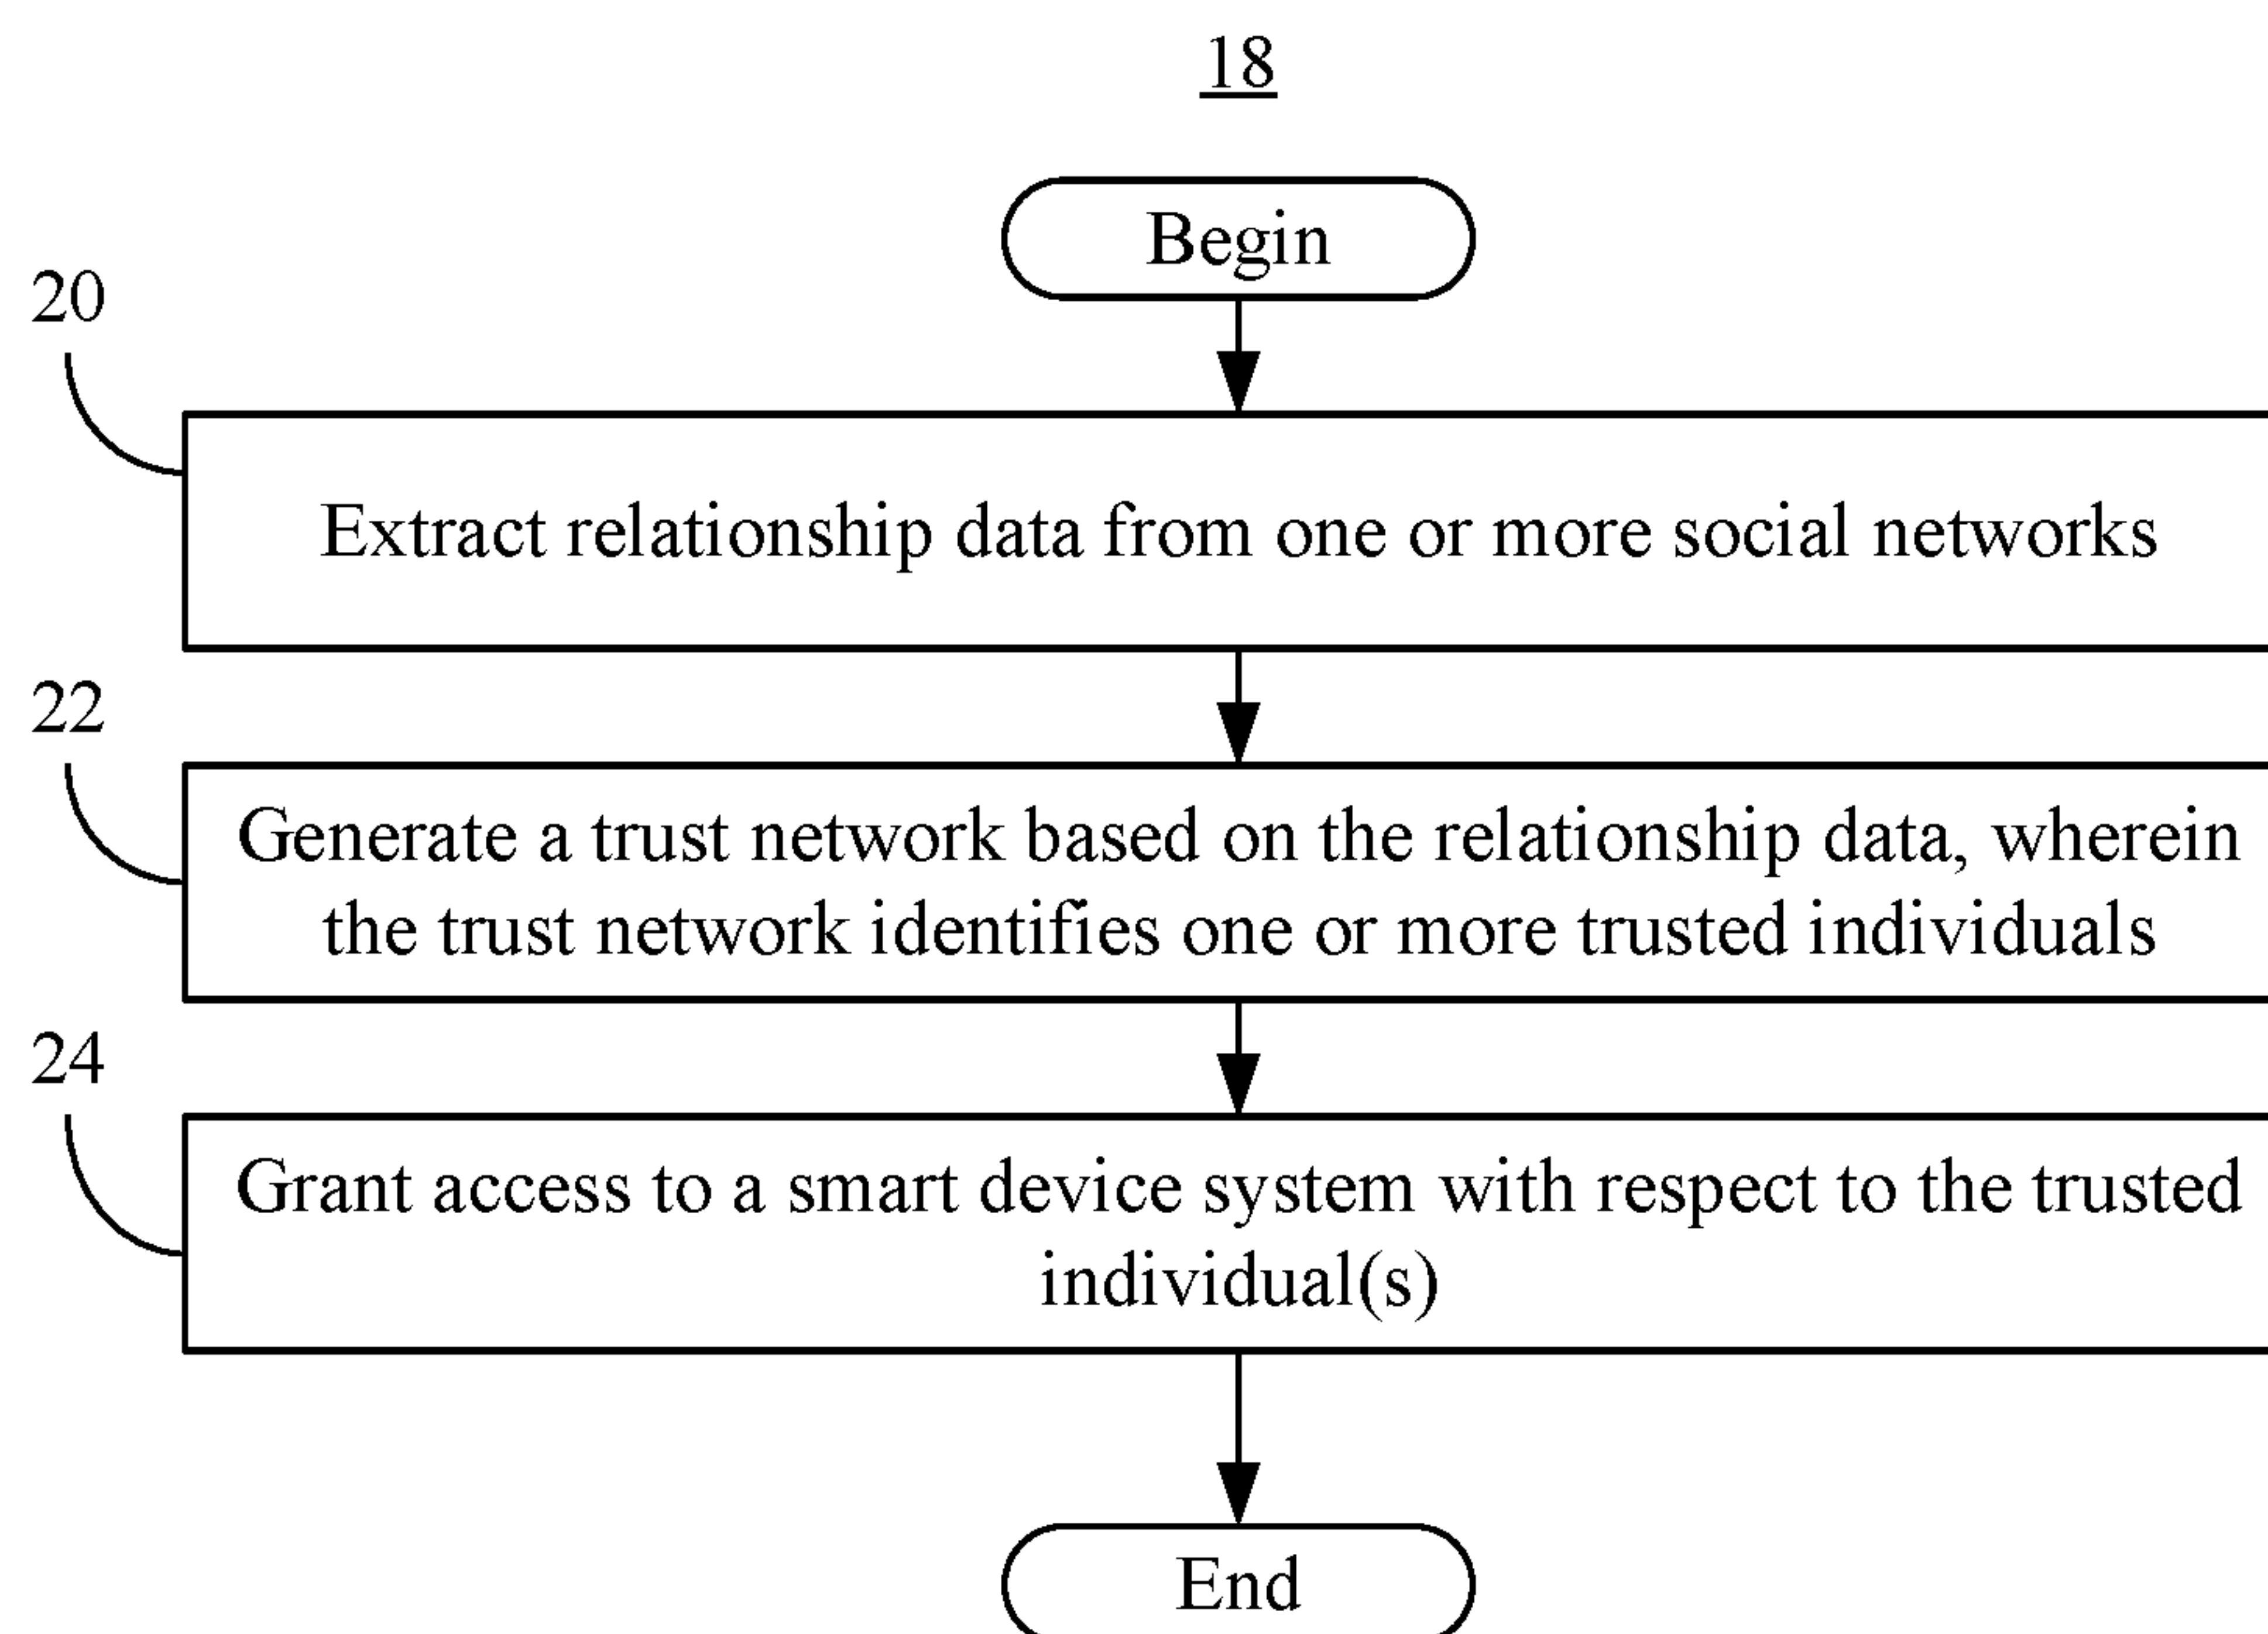 18
Begin
20
Extract relationship data from one or more social networks
22
Generate a trust network based on the relationship data, wherein
the trust network identifies one or more trusted individuals
24
Grant access to a smart device system with respect to the trusted
individual(s)
End